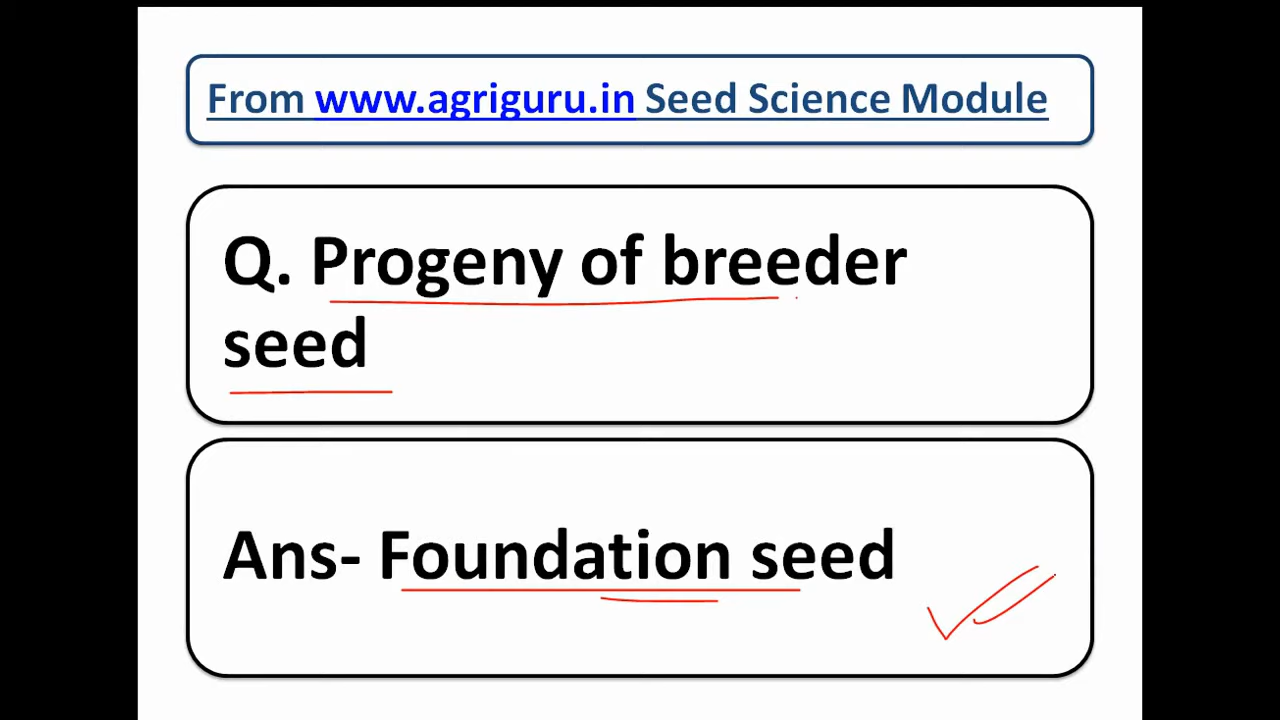 From www.agriguru.in Seed Science Module
Q. Progeny of breeder
seed
Ans- Foundation seed